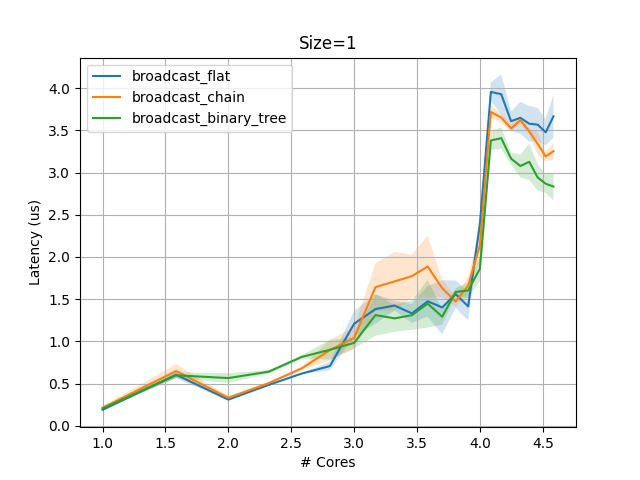 Size=1
broadcast_flat
broadcast_chain
broadcast_binary_tree
Latency (us)
4.0
3.5
3.0
2.5
2.0
1.5
1.0
0.5
0.0
1.0 1.5 2.0 2.5 3.0 3.5 4.0 4.5
# Cores